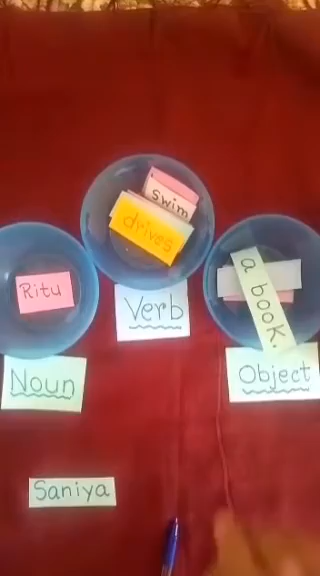 swim
drives
Ritu
a book.
Verb
Noun
Object
Saniya